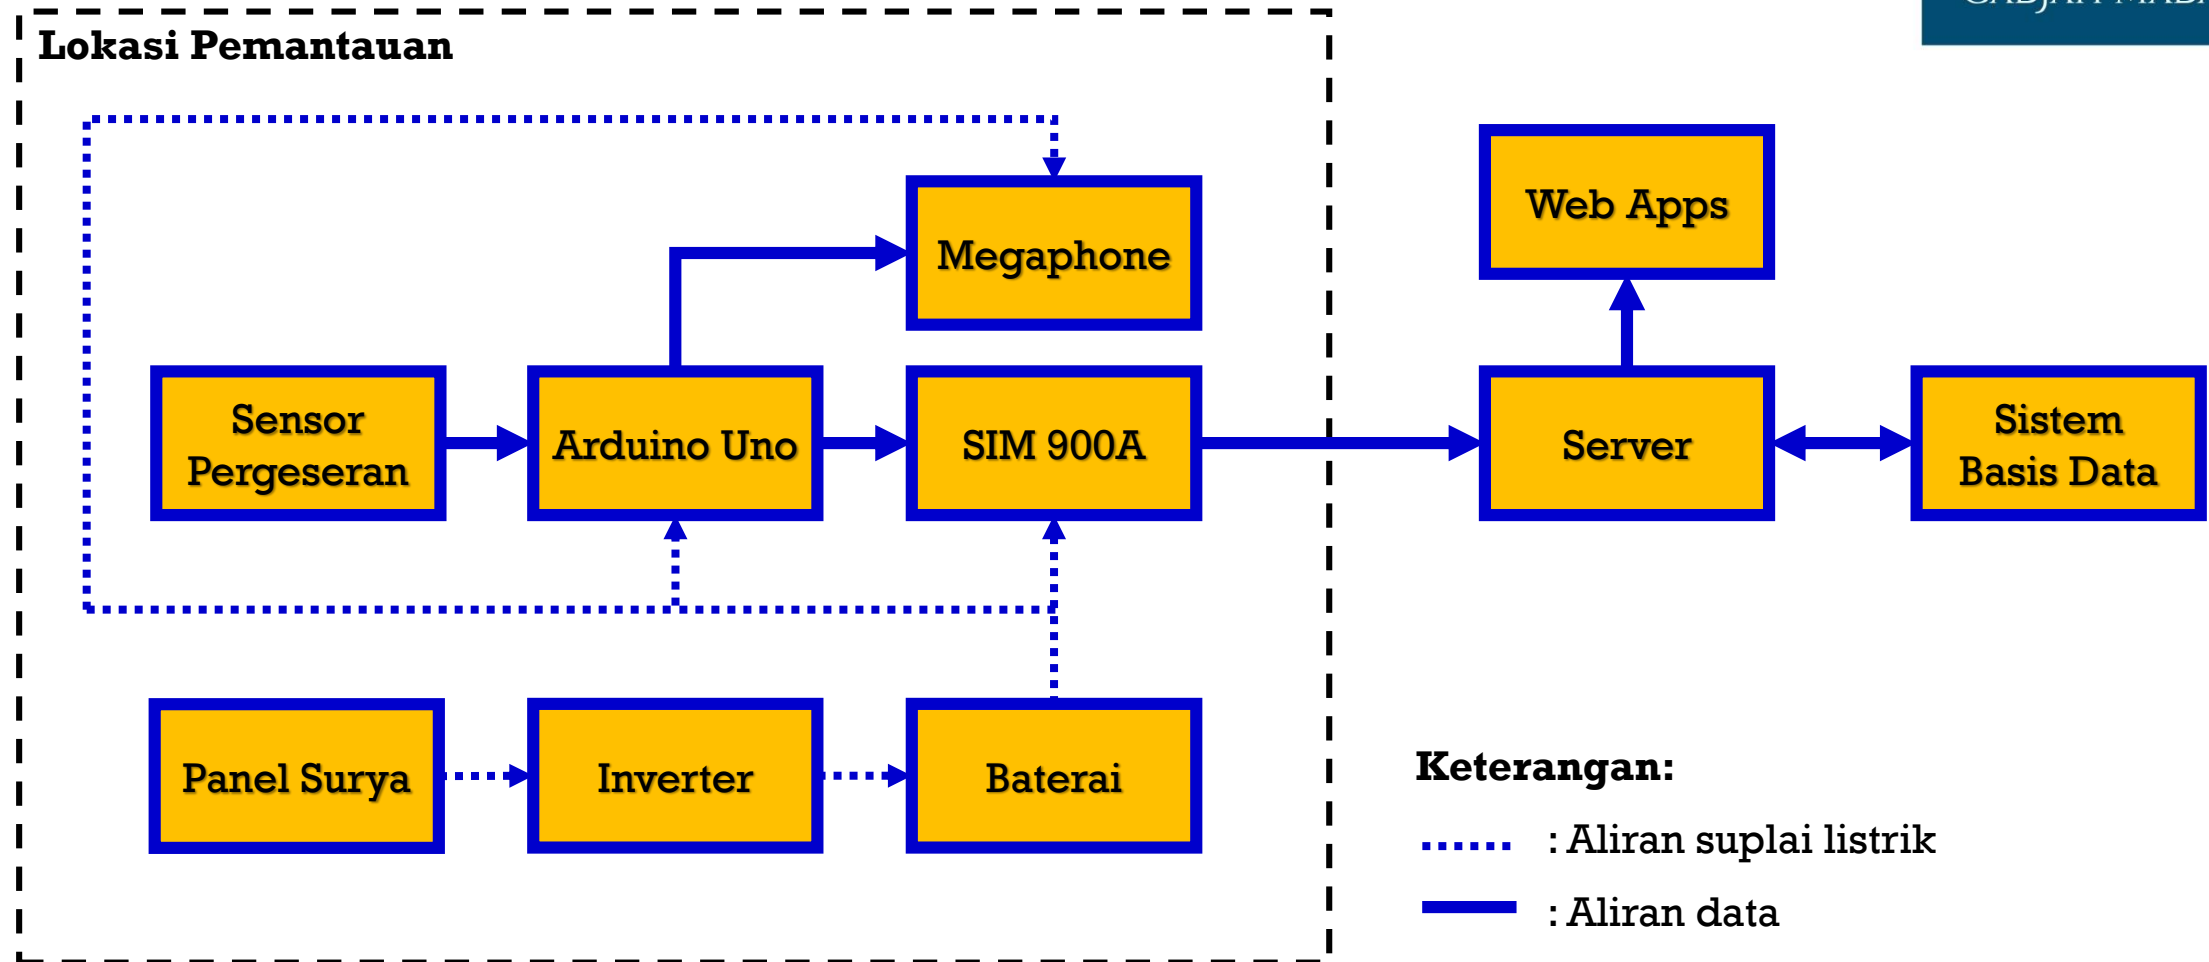 Lokasi Pemantauan
Megaphone
Web Apps
Sensor
Pergeseran
Arduino Uno
SIM 900A
Server
Sistem
Basis Data
Panel Surya
Inverter
Baterai
Keterangan:
: Aliran suplai listrik
: Aliran data